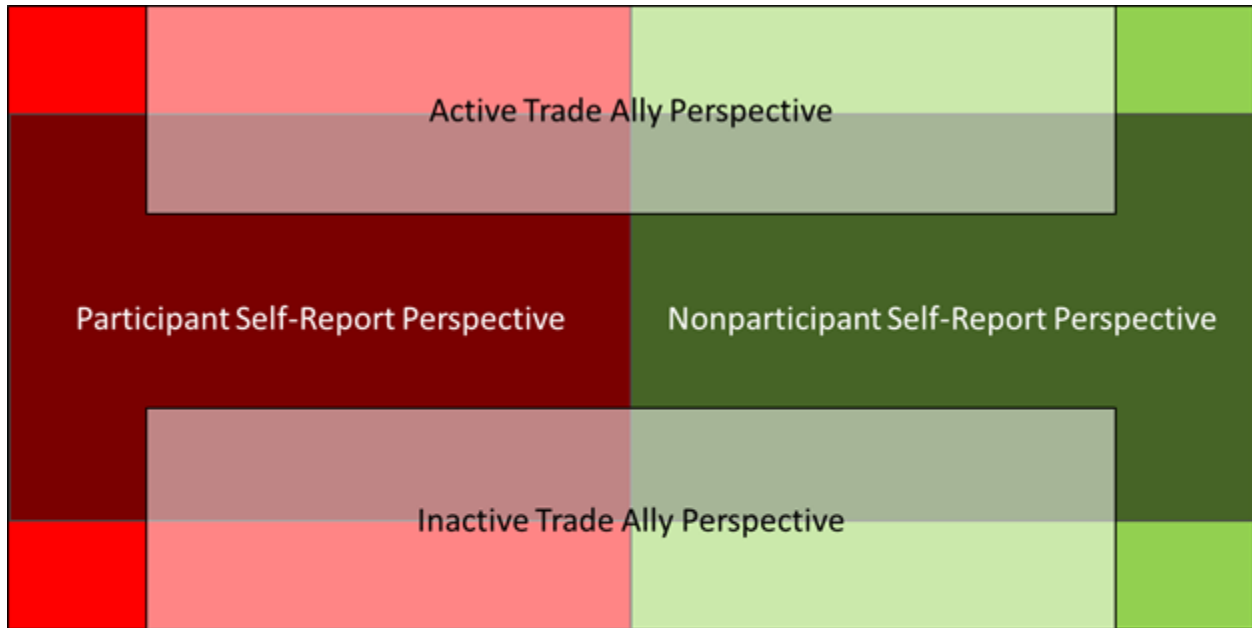 Active Trade Ally Perspective
Participant Self-Report Perspective
Nonparticipant Self-Report Perspective
Inactive Trade Ally Perspective